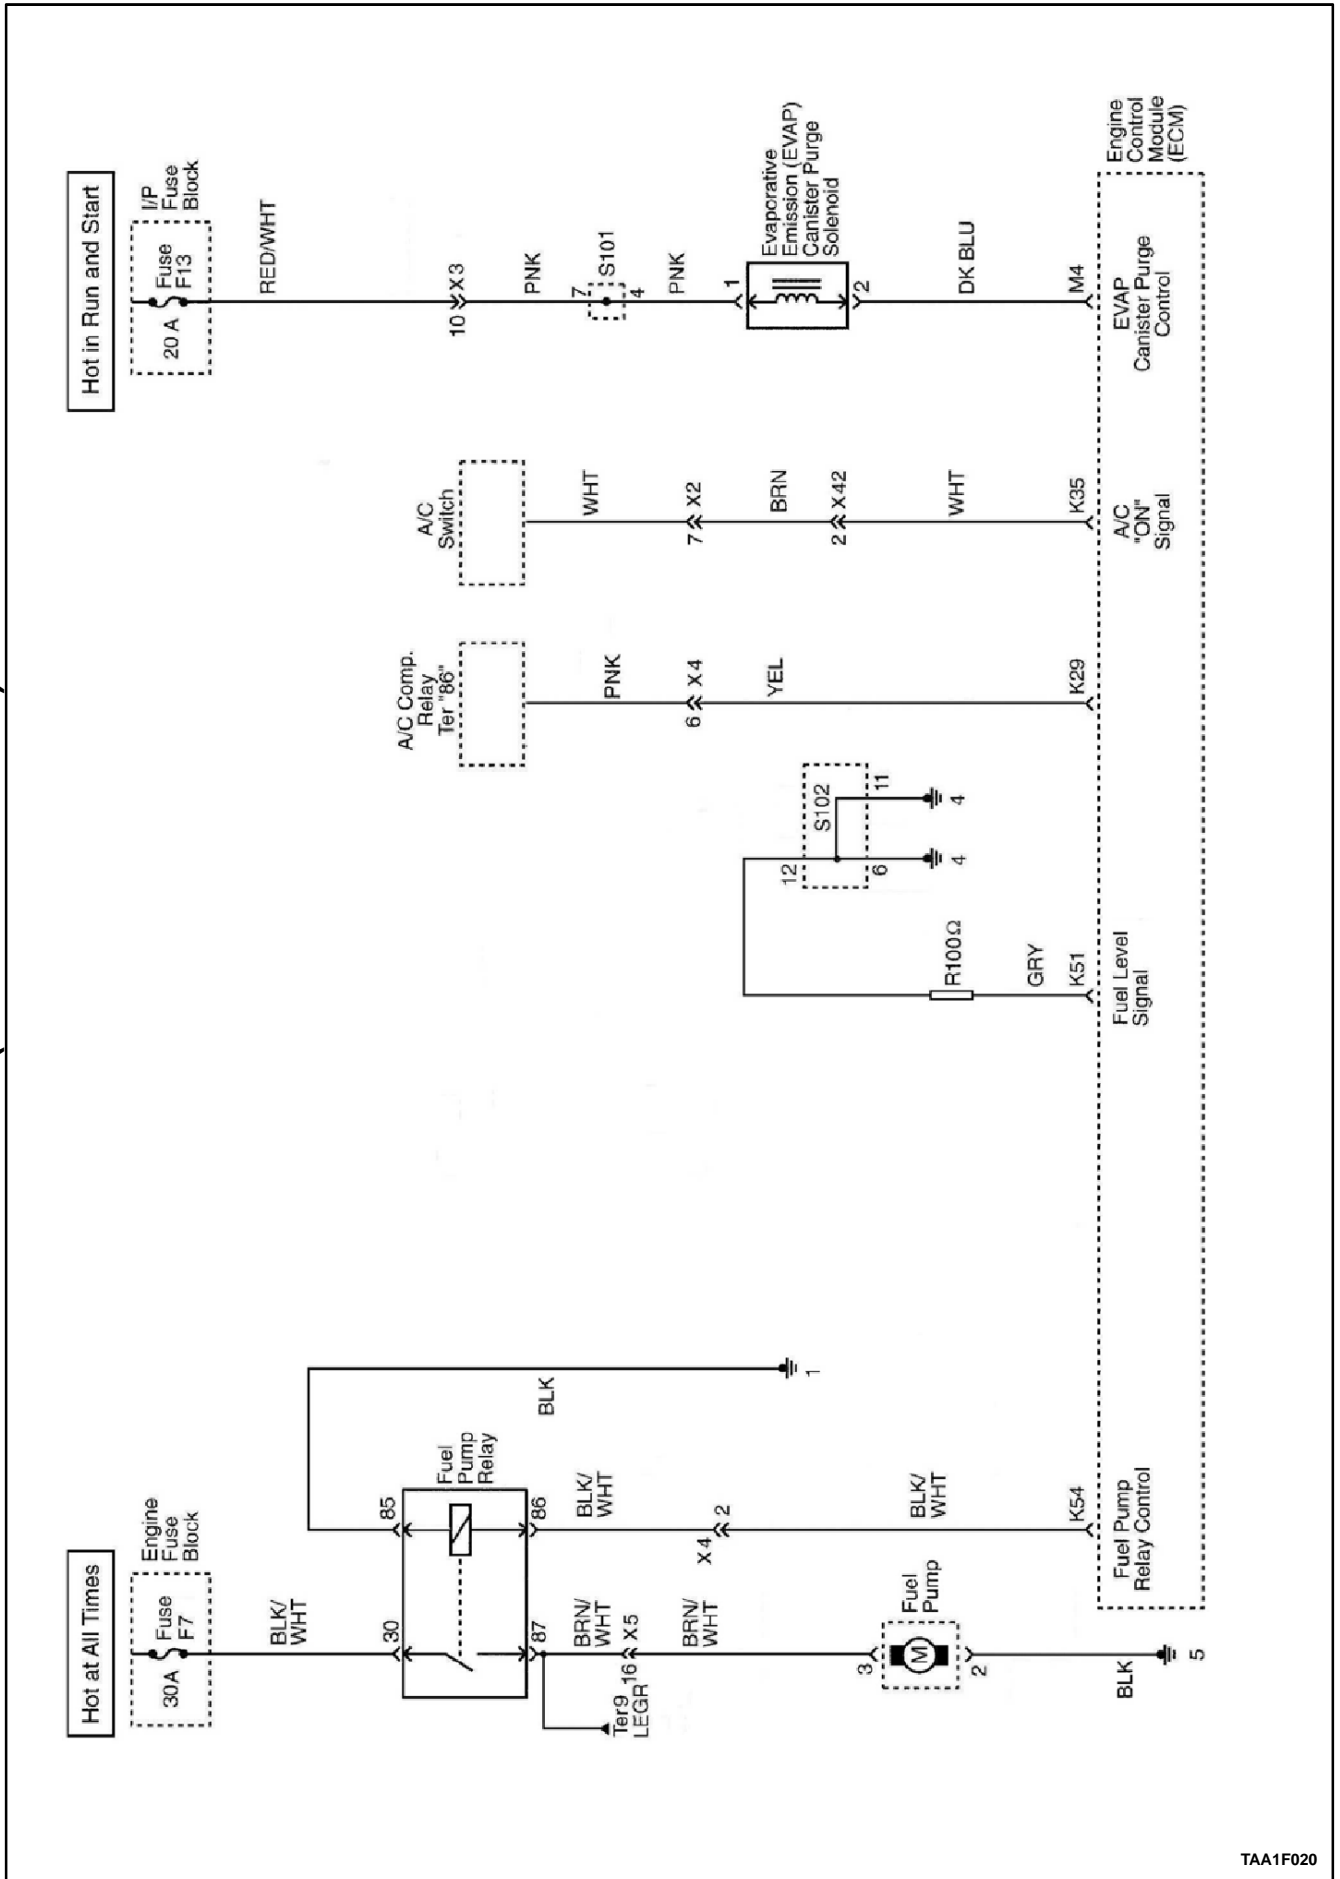 Hot at All Times
Hot in Run and Start
30A
Fuse
F7
Engine
Fuse
Block
20 A
Fuse
F13
I/P
Fuse
Block
BLK/
WHT
RED/WHT
30
85
Fuel
Pump
Relay
87
86
BLK
1
A/C Comp.
Relay
Ter "86"
A/C
Switch
10
X3
PNK
7
S101
4
PNK
Ter9
LEGR
BRN/
WHT
16
X5
BRN/
WHT
BLK/
WHT
X4
2
BLK/
WHT
PNK
6
X4
YEL
WHT
7
X2
BRN
2
X42
WHT
1
Evaporative
Emission (EVAP)
Canister Purge
Solenoid
2
DK BLU
12
S102
6
11
4
4
R100Ω
GRY
3
Fuel
Pump
2
BLK
5
K54
K51
K29
K35
M4
Fuel Pump
Relay Control
Fuel Level
Signal
A/C
"ON"
Signal
EVAP
Canister Purge
Control
Engine
Control
Module
(ECM)
TAA1F020